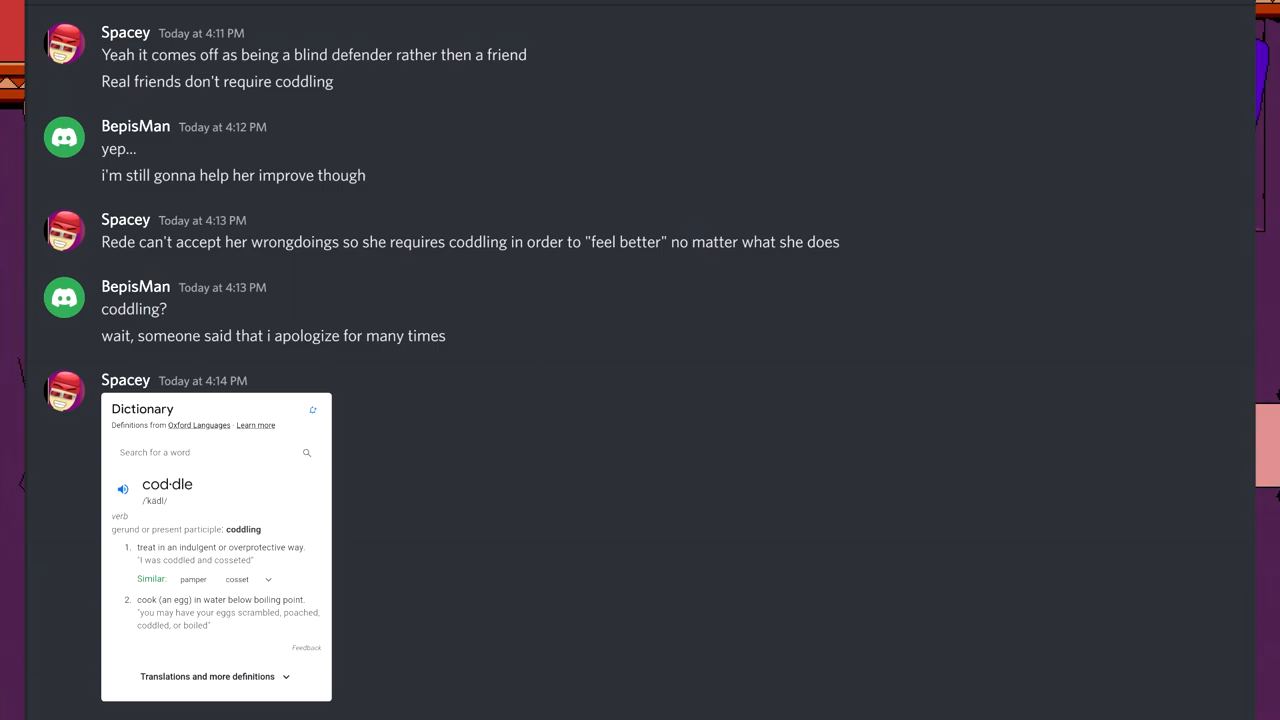 Spacey Today at 4:11 PM
Yeah it comes off as being a blind defender rather then a friend
Real friends don't require coddling
BepisMan Today at 4:12 PM
yep...
i'm still gonna help her improve though
Spacey Today at 4:13 PM
Rede can't accept her wrongdoings so she requires coddling in order to "feel better" no matter what she does
BepisMan Today at 4:13 PM
coddling?
wait, someone said that i apologize for many times
Spacey Today at 4:14 PM
Dictionary
Definitions from Oxford Languages · Learn more
Search for a word
cod·dle
/ˈkädl/
verb
gerund or present participle: coddling
1. treat in an indulgent or overprotective way.
"I was coddled and cosseted"
Similar: pamper cosset
2. cook (an egg) in water below boiling point.
"you may have your eggs scrambled, poached,
coddled, or boiled"
Feedback
Translations and more definitions